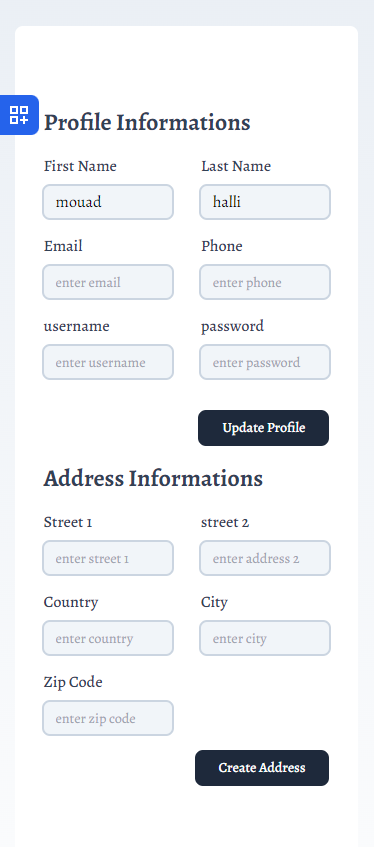 Profile Informations
First Name Last Name
mouad halli
Email Phone
enter email enter phone
username password
enter username enter password
Update Profile
Address Informations
Street 1 street 2
enter street 1 enter address 2
Country City
enter country enter city
Zip Code
enter zip code
Create Address